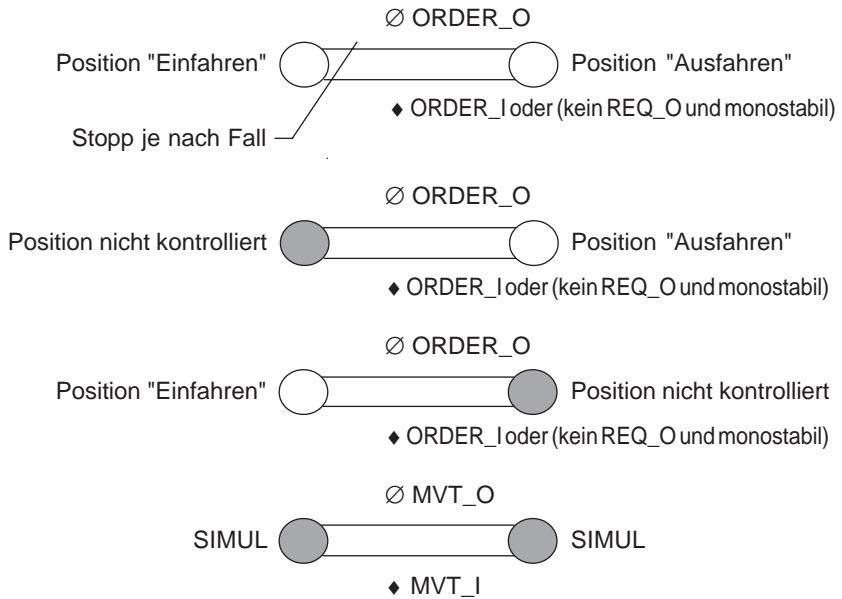 ∅ ORDER_O
Position "Einfahren"
Position "Ausfahren"
♦ ORDER_I oder (kein REQ_O und monostabil)
Stopp je nach Fall
∅ ORDER_O
Position nicht kontrolliert
Position "Ausfahren"
♦ ORDER_I oder (kein REQ_O und monostabil)
∅ ORDER_O
Position "Einfahren"
Position nicht kontrolliert
♦ ORDER_I oder (kein REQ_O und monostabil)
∅ MVT_O
SIMUL
SIMUL
♦ MVT_I